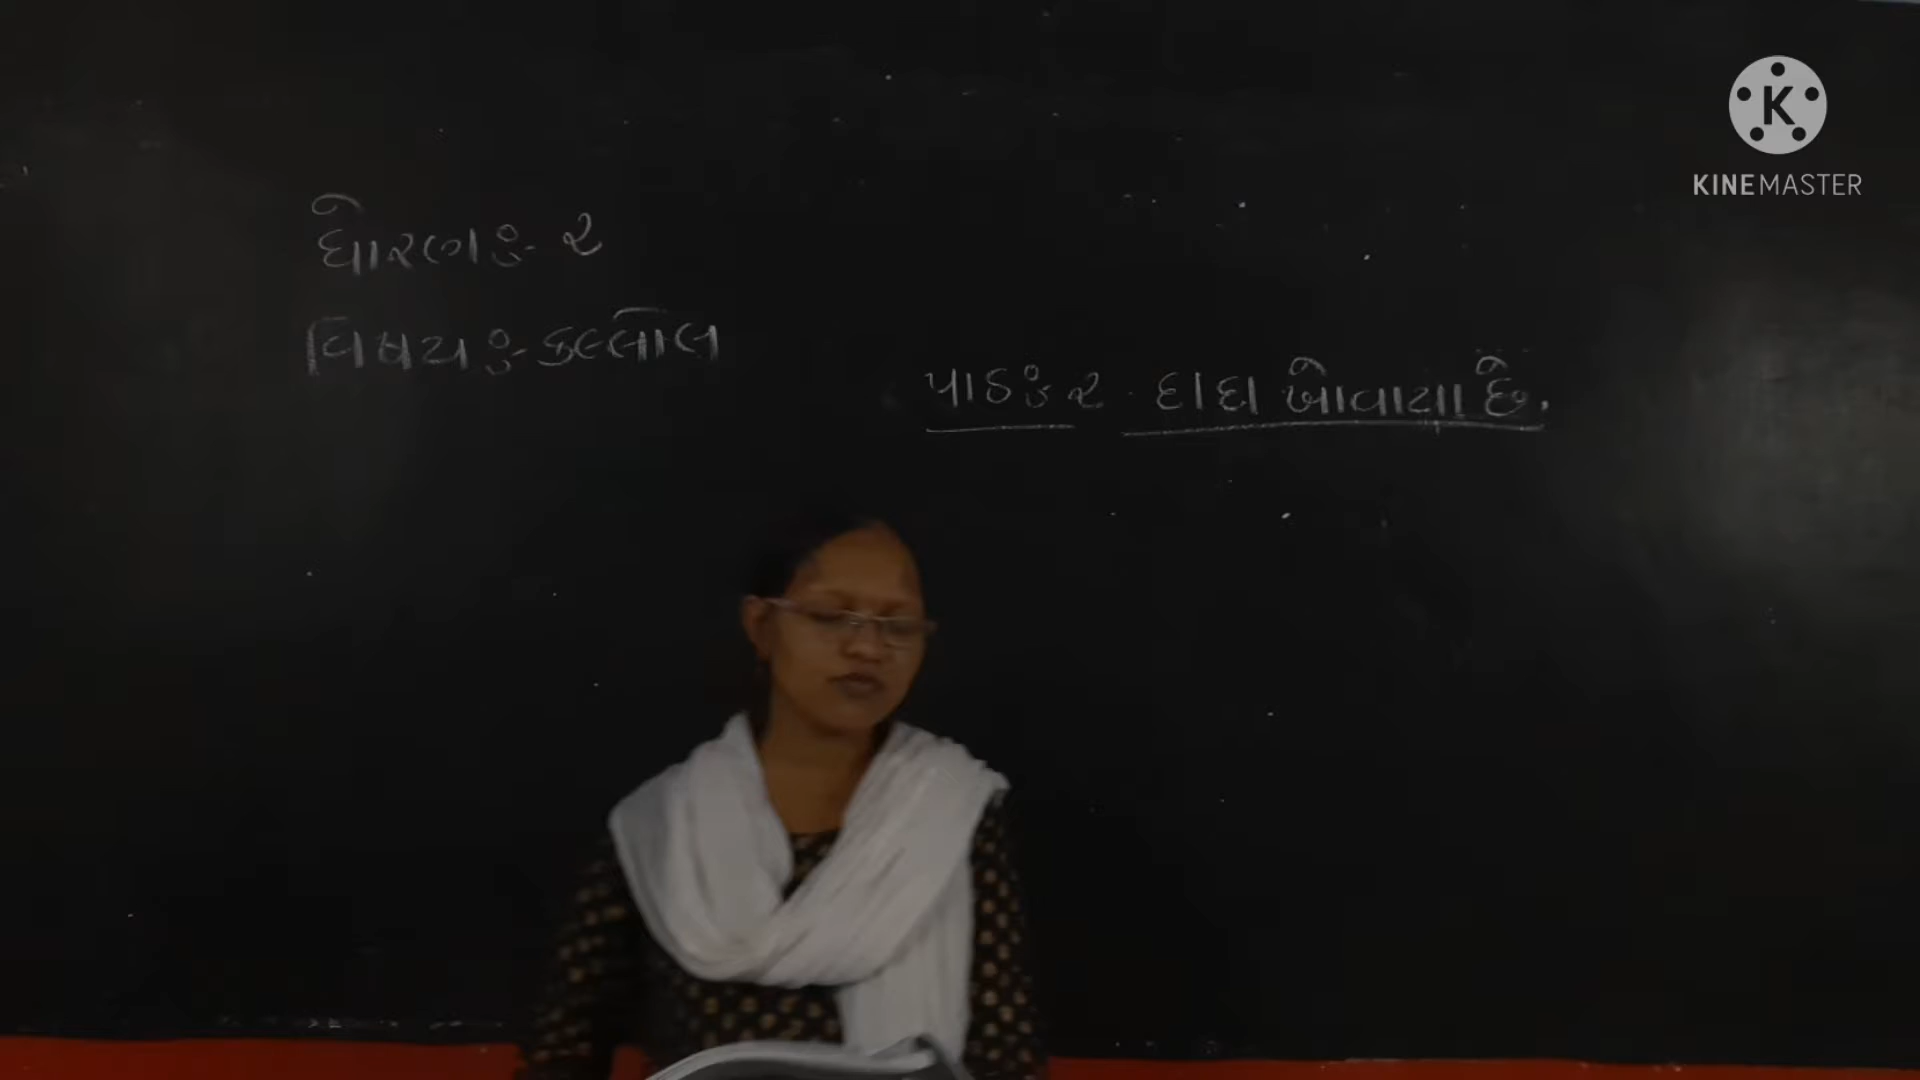 ધોરણઃ- ૨
વિષયઃ- કલ્લોલ
પાઠઃ ૨. દાદા ખોવાયા છે.
K
KINEMASTER